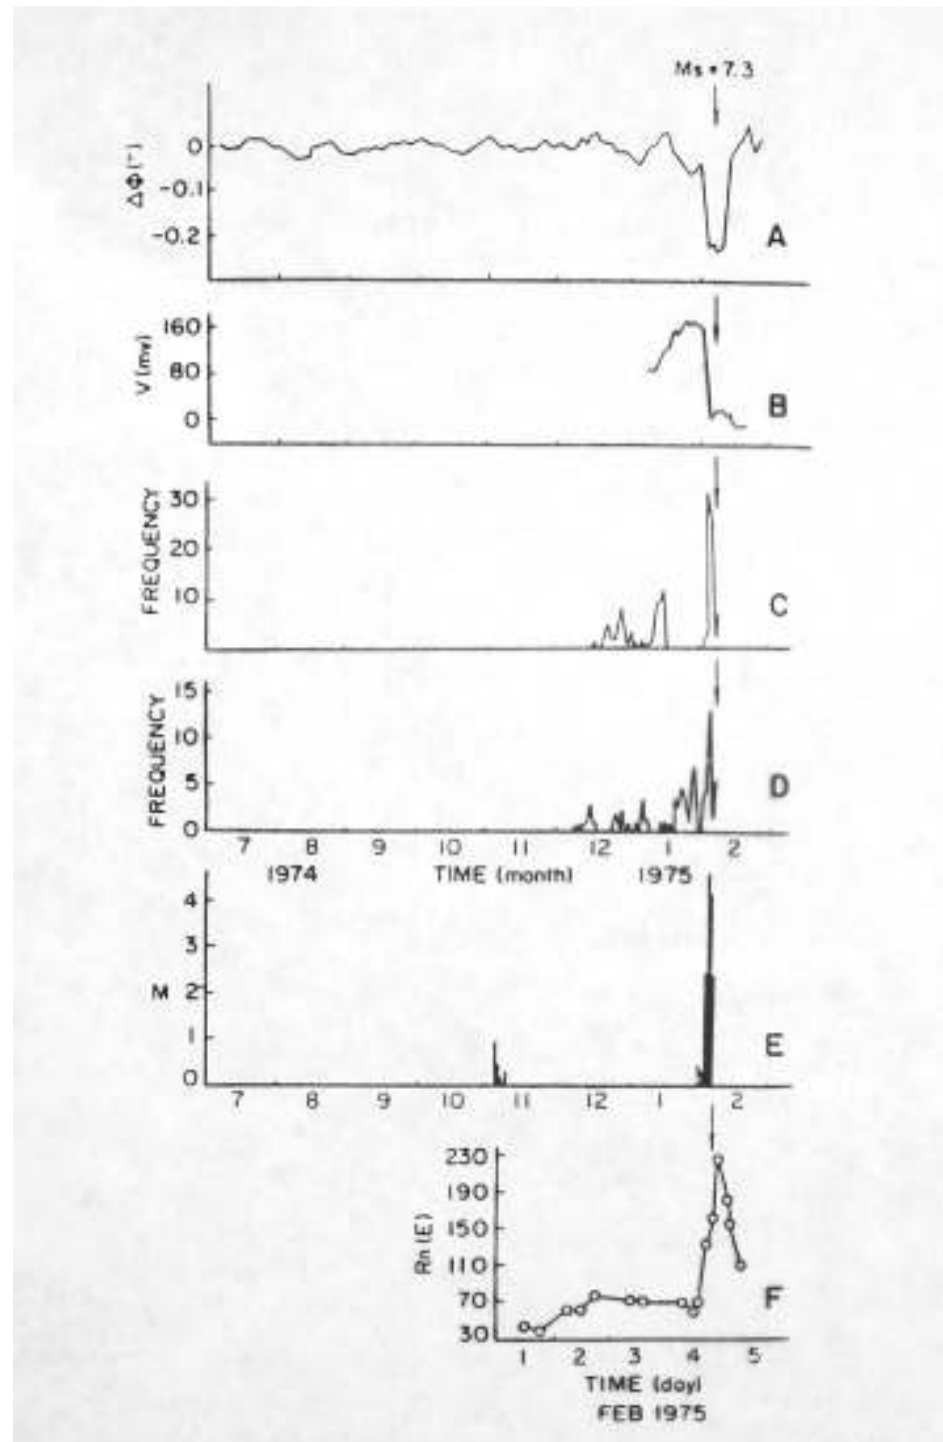 Ms = 7.3
ΔΦ (")
0
-0.1
-0.2
A
V (mv)
160
80
0
B
FREQUENCY
30
20
10
C
FREQUENCY
15
10
5
0
D
7 8 9 10 11 12 1 2
1974 TIME (month) 1975
M
4
3
2
1
0
E
7 8 9 10 11 12 1 2
Rn (E)
230
190
150
110
70
30
F
1 2 3 4 5
TIME (day)
FEB 1975